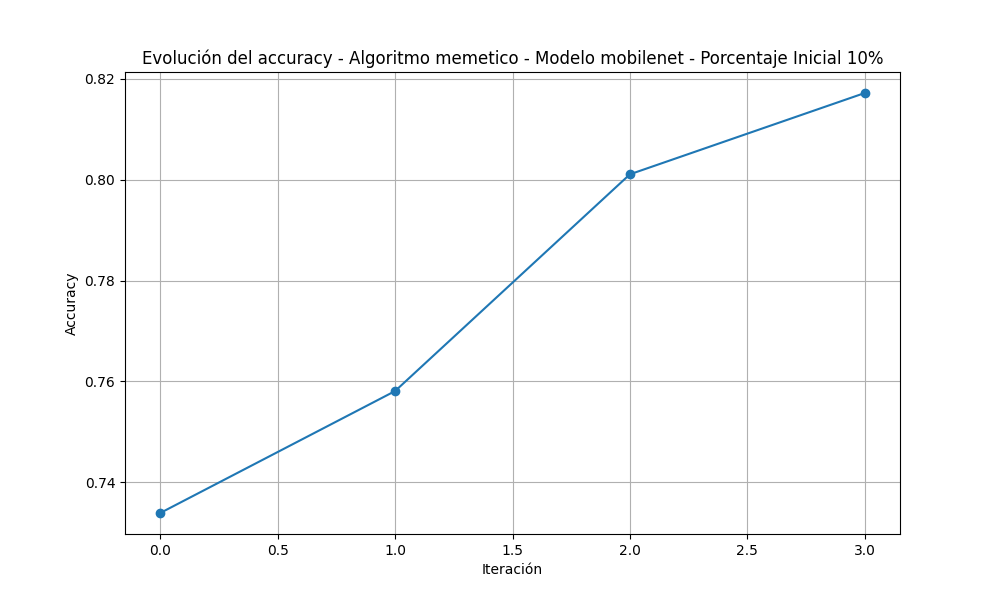 Evolución del accuracy - Algoritmo memetico - Modelo mobilenet - Porcentaje Inicial 10%
0.82
0.80
0.78
0.76
0.74
Accuracy
0.0 0.5 1.0 1.5 2.0 2.5 3.0
Iteración